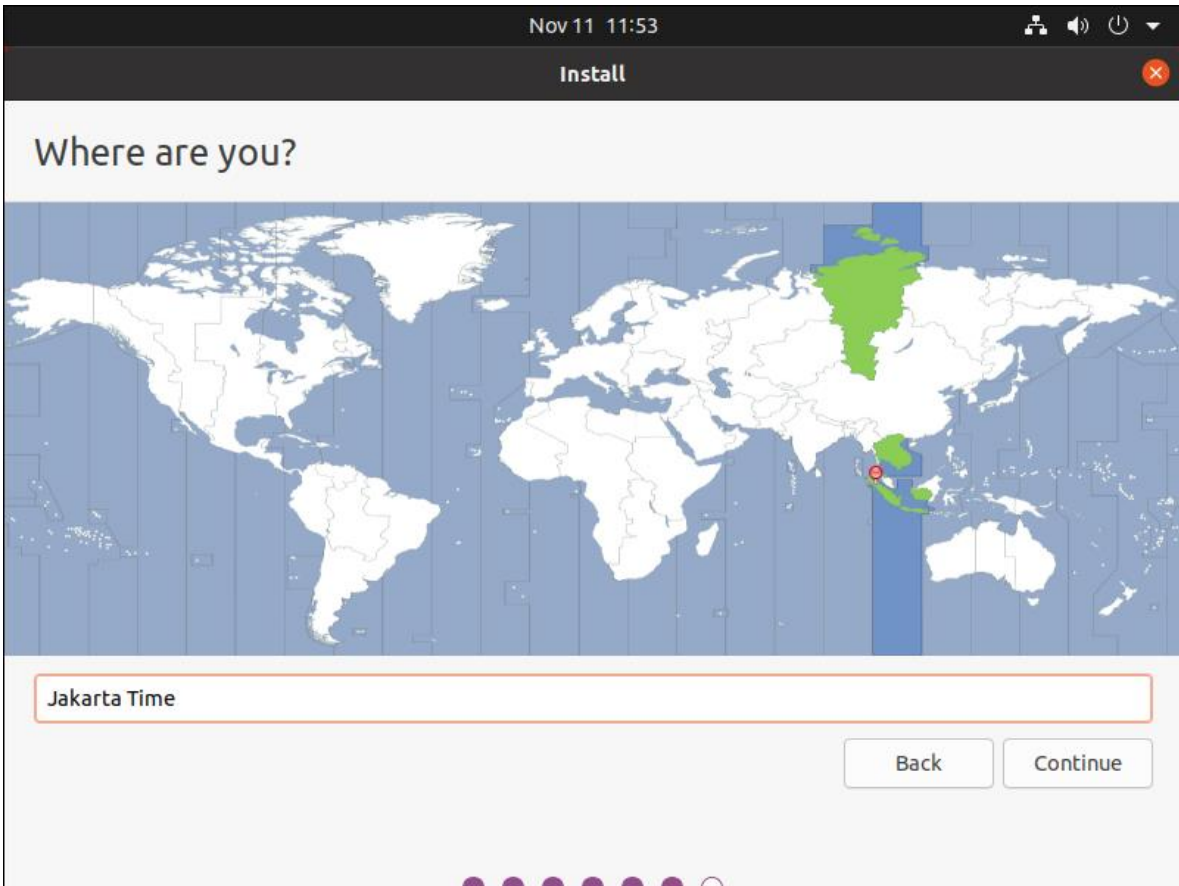 Nov 11 11:53
Install
Where are you?
Jakarta Time
Back Continue